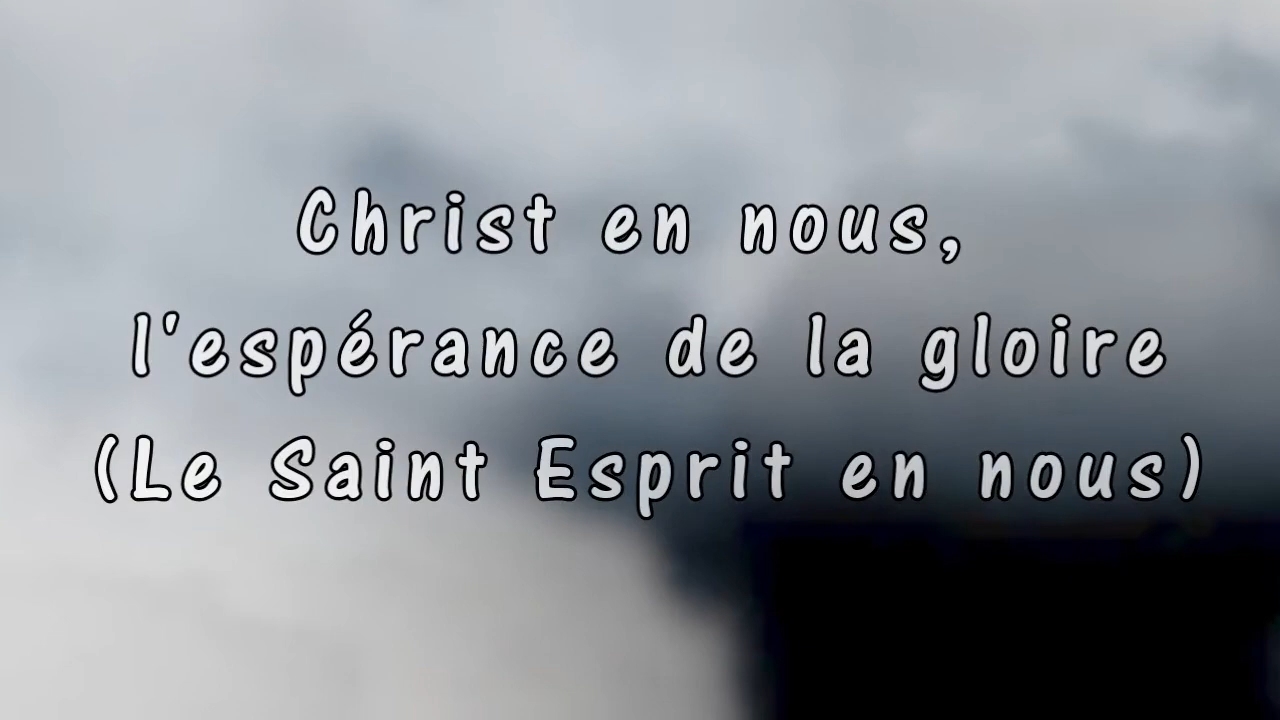 Christ en nous,
l'espérance de la gloire
(Le Saint Esprit en nous)